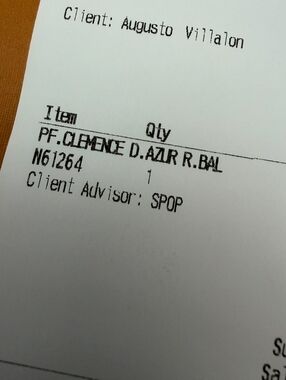 Client: Augusto Villalon
Item Qty
PF.CLEMENCE D.AZUR R.BAL
N61264 1
Client Advisor: SPOP